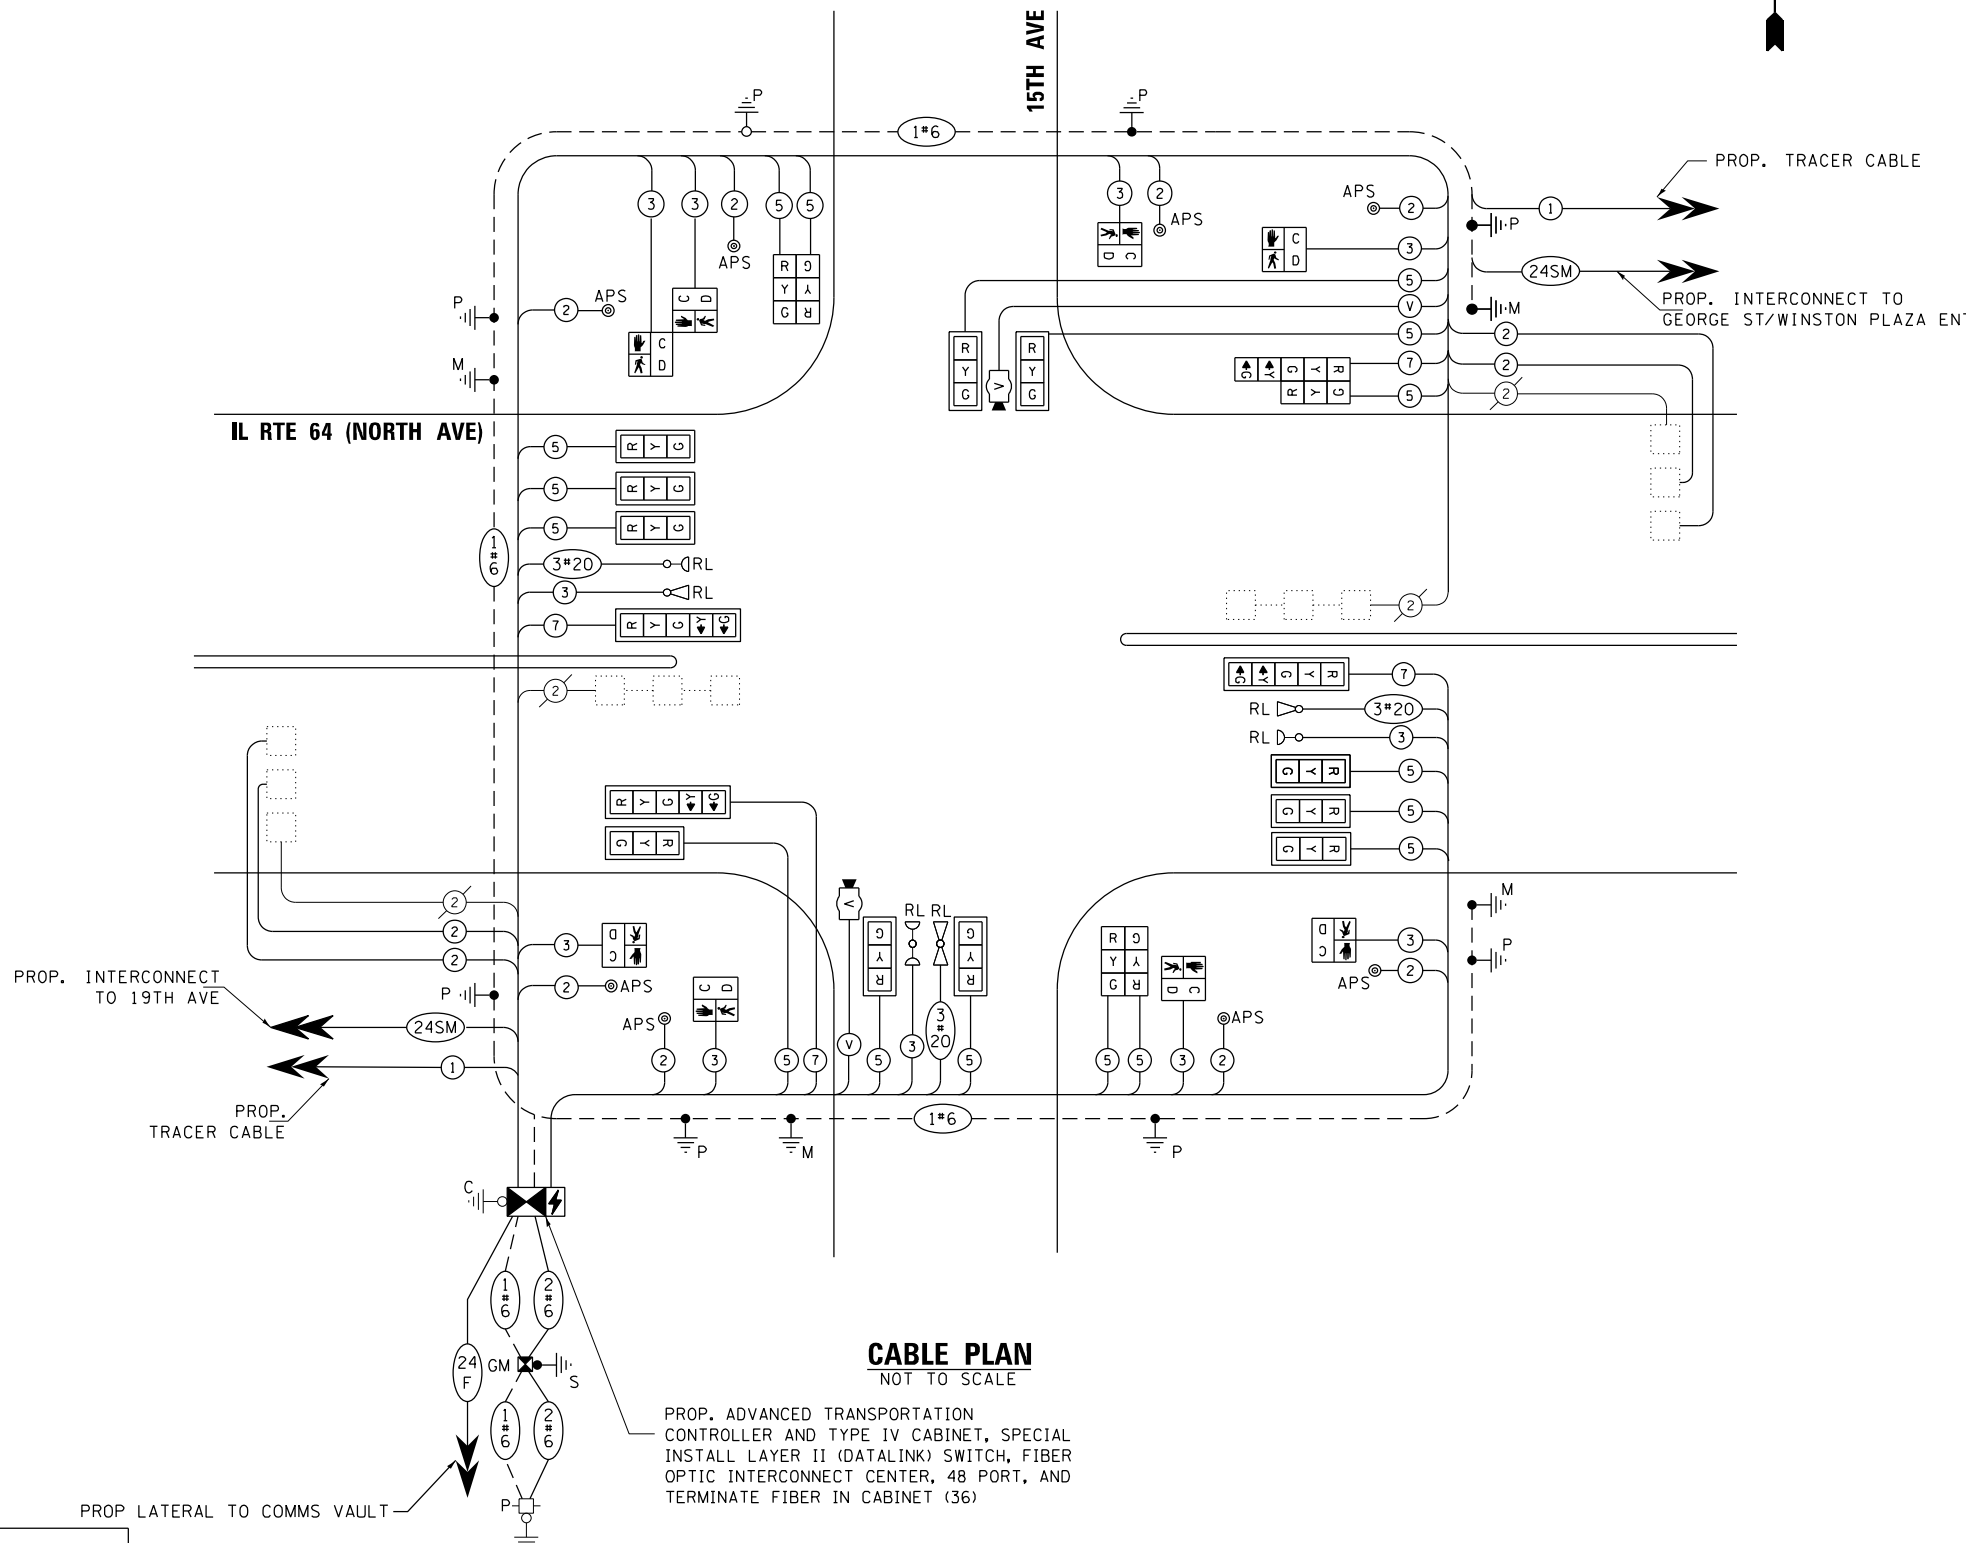 15TH AVE
P
P
1#6
PROP. TRACER CABLE
3
3
2
5
5
3
2
APS
2
1
APS
APS
P
R G
Y Y
G R
D C
3
C
D
24SM
2
APS
C D
P
5
V
M
PROP. INTERCONNECT TO
GEORGE ST/WINSTON PLAZA ENT
C
D
M
R
Y
G
V
R
Y
G
5
2
G Y G Y R
7
2
R Y G
5
2
IL RTE 64 (NORTH AVE)
5
R Y G
5
R Y G
5
R Y G
1#6
3#20
RL
3
RL
7
R Y G Y G
2
2
G Y G Y R
7
RL
3#20
RL
3
G Y R
5
G Y R
5
G Y R
5
R Y G Y G
G Y R
2
2
2
3
D
C
2
APS
V
RL RL
G
Y
R
G
Y
R
R G
Y Y
G R
D C
D
C
3
M
P
APS
2
PROP. INTERCONNECT
TO 19TH AVE
P
24SM
1
APS
C D
2
3
5
7
V
5
3
3#20
5
5
5
3
2
APS
PROP.
TRACER CABLE
P
M
1#6
P
C
1#6
2#6
24F
GM
S
1#6
2#6
P
PROP LATERAL TO COMMS VAULT
CABLE PLAN
NOT TO SCALE
PROP. ADVANCED TRANSPORTATION
CONTROLLER AND TYPE IV CABINET, SPECIAL
INSTALL LAYER II (DATALINK) SWITCH, FIBER
OPTIC INTERCONNECT CENTER, 48 PORT, AND
TERMINATE FIBER IN CABINET (36)